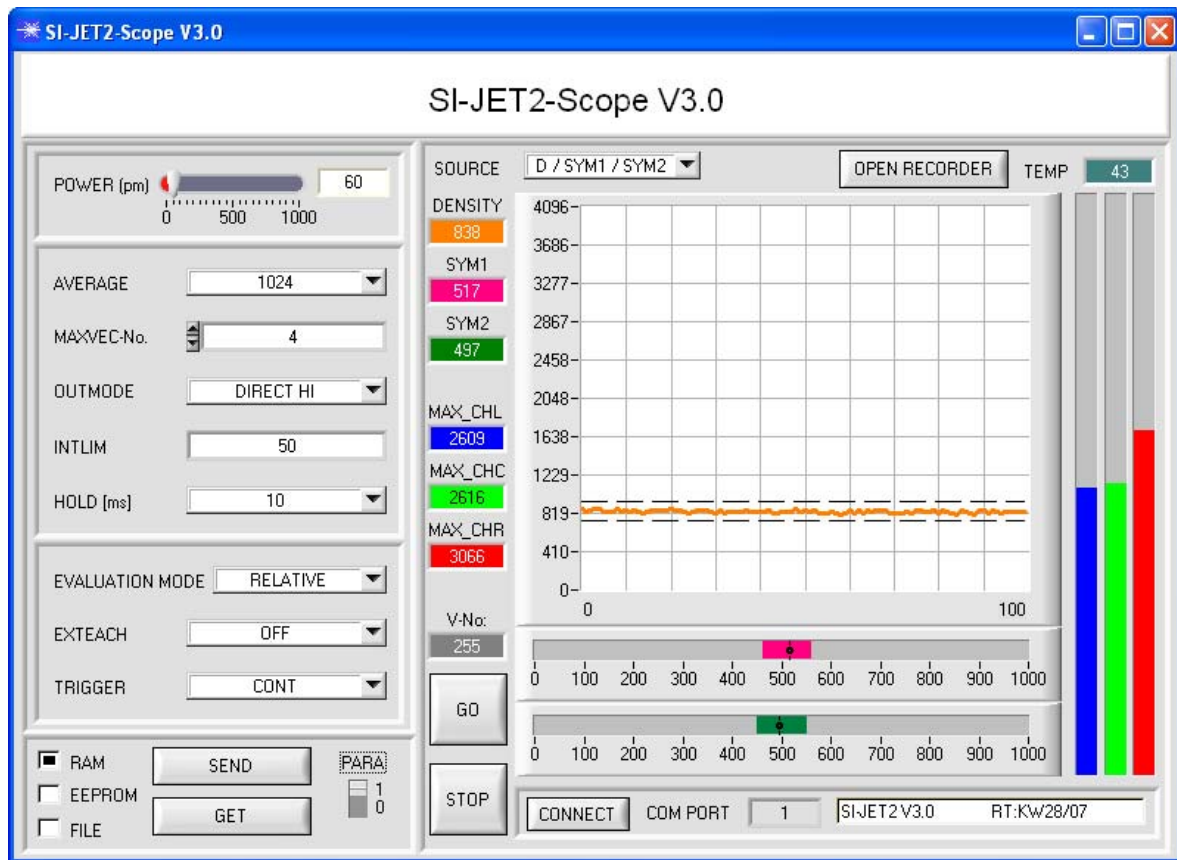 SI-JET2-Scope V3.0
SI-JET2-Scope V3.0
POWER (pm)
60
0 500 1000
AVERAGE 1024
MAXVEC-No. 4
OUTMODE DIRECT HI
INTLIM 50
HOLD [ms] 10
EVALUATION MODE RELATIVE
EXTEACH OFF
TRIGGER CONT
RAM
EEPROM
FILE
SEND
GET
PARA
1
0
SOURCE D / SYM1 / SYM2
OPEN RECORDER
TEMP 43
DENSITY
838
SYM1
517
SYM2
497
MAX_CHL
2609
MAX_CHC
2616
MAX_CHR
3066
V-No:
255
GO
STOP
4096
3686
3277
2867
2458
2048
1638
1229
819
410
0
0 100
0 100 200 300 400 500 600 700 800 900 1000
0 100 200 300 400 500 600 700 800 900 1000
CONNECT COM PORT 1 SI-JET2 V3.0 RT:KW28/07